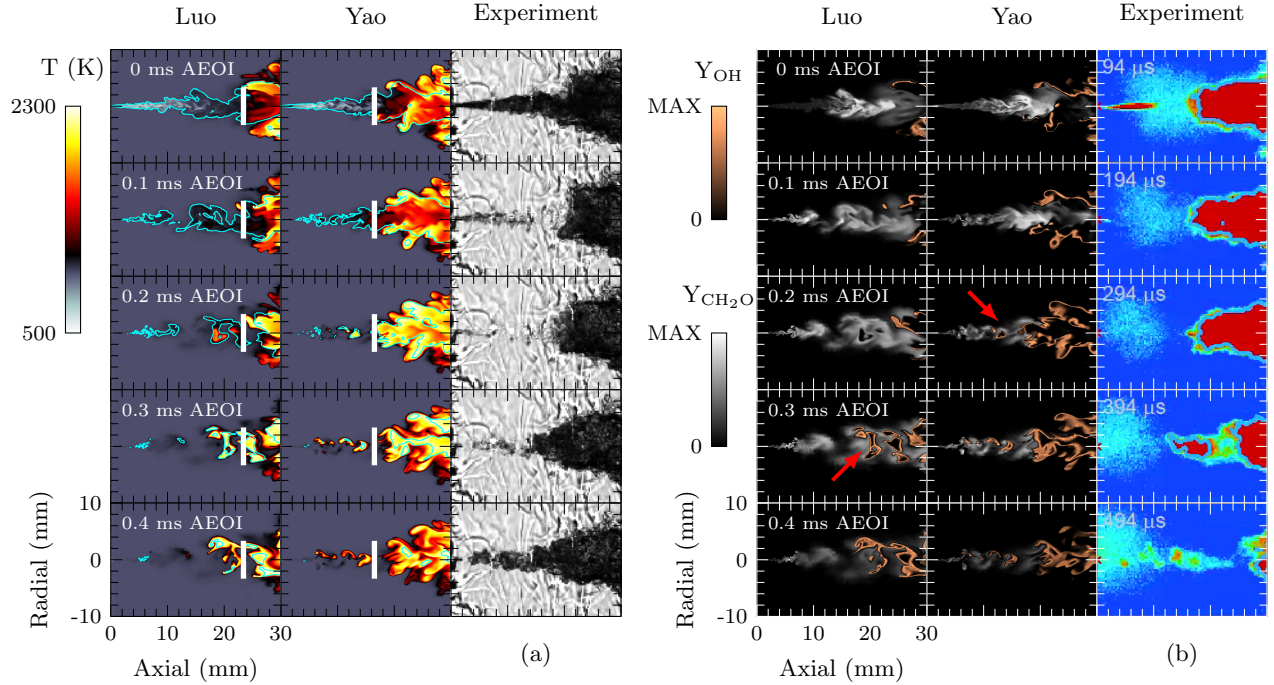 Luo Yao Experiment
T (K)
2300
500
0 ms AEOI
0.1 ms AEOI
0.2 ms AEOI
0.3 ms AEOI
0.4 ms AEOI
Radial (mm)
10
0
-10
0 10 20 30
Axial (mm)
(a)
Luo Yao Experiment
Y_OH
MAX
0
Y_CH₂O
MAX
0
0 ms AEOI
94 µs
0.1 ms AEOI
194 µs
0.2 ms AEOI
294 µs
0.3 ms AEOI
394 µs
0.4 ms AEOI
494 µs
Radial (mm)
10
0
-10
0 10 20 30
Axial (mm)
(b)